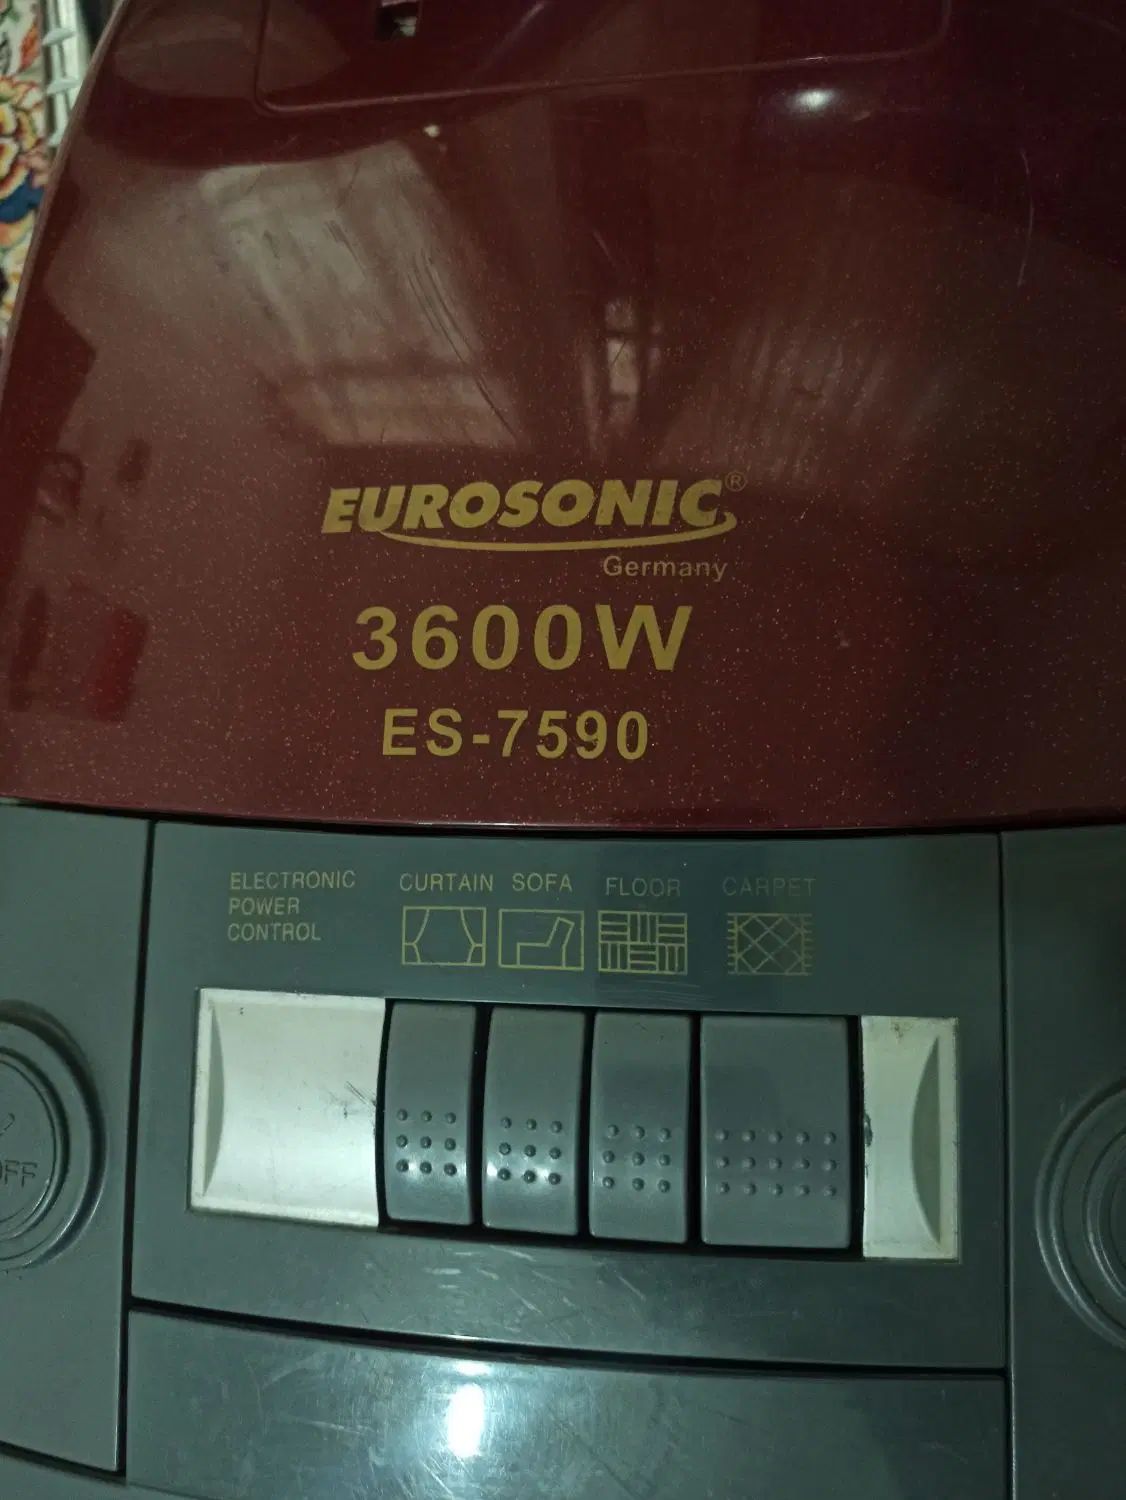 EUROSONIC®
Germany
3600W
ES-7590
ELECTRONIC
POWER
CONTROL
CURTAIN
SOFA
FLOOR
CARPET